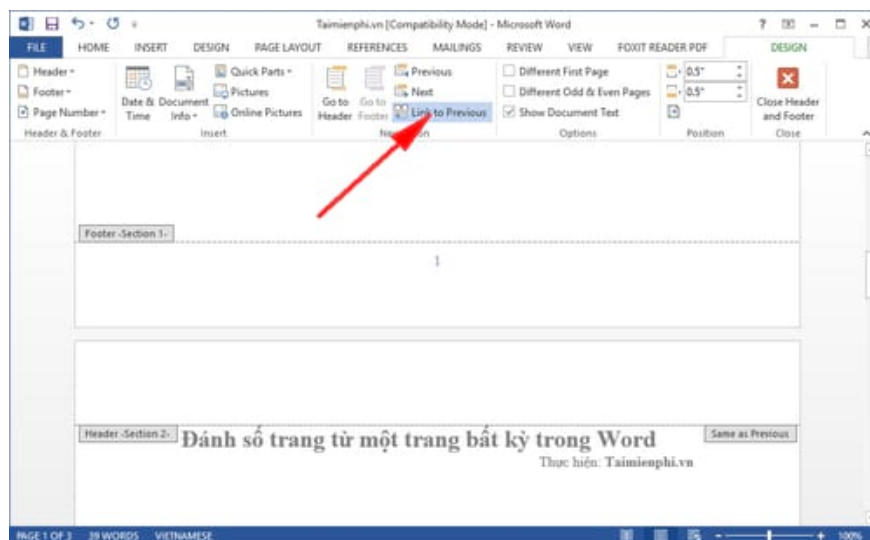 Taimienphi.vn [Compatibility Mode] - Microsoft Word
FILE HOME INSERT DESIGN PAGE LAYOUT REFERENCES MAILINGS REVIEW VIEW FOXIT READER PDF DESIGN
Header
Footer
Page Number
Header & Footer
Date & Time
Document Info
Quick Parts
Pictures
Online Pictures
Insert
Go to Header
Go to Footer
Previous
Next
Link to Previous
Different First Page
Different Odd & Even Pages
Show Document Text
Options
0.5"
0.5"
Position
Close Header and Footer
Close
Footer -Section 1-
1
Header -Section 2-
Same as Previous
Đánh số trang từ một trang bất kỳ trong Word
Thực hiện: Taimienphi.vn
PAGE 1 OF 3 39 WORDS VIETNAMESE 100%